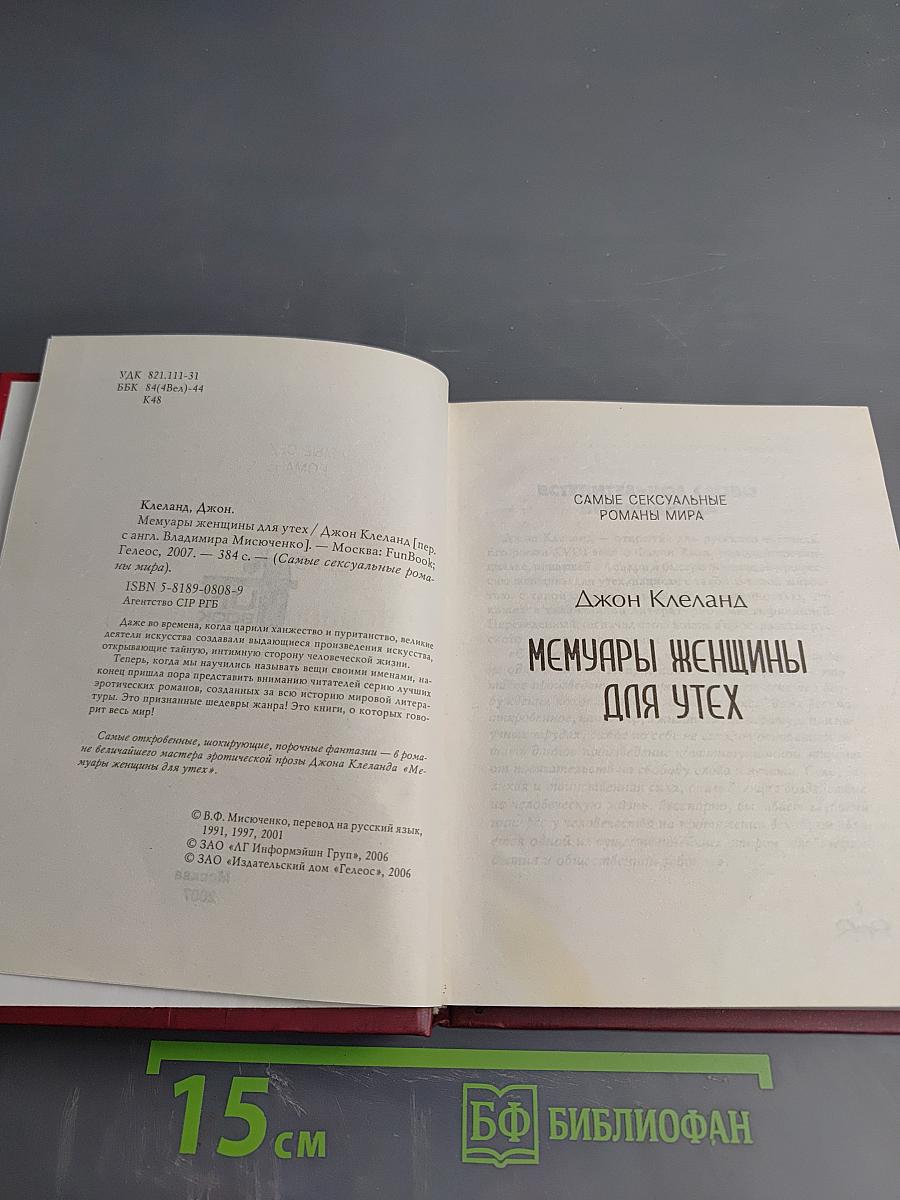 УДК 821.111-31
ББК 84(4Вел)-44
К48
Клеланд, Джон.
Мемуары женщины для утех / Джон Клеланд [пер.
с англ. Владимира Мисюченко]. — Москва: FunBook;
Гелеос, 2007. — 384 с. — (Самые сексуальные рома-
ны мира).
ISBN 5-8189-0808-9
Агентство CIP РГБ
Даже во времена, когда царили ханжество и пуританство, великие
деятели искусства создавали выдающиеся произведения искусства,
открывающие тайную, интимную сторону человеческой жизни.
Теперь, когда мы научились называть вещи своими именами, на-
конец пришла пора представить вниманию читателей серию лучших
эротических романов, созданных за всю историю мировой литера-
туры. Это признанные шедевры жанра! Это книги, о которых гово-
рит весь мир!
Самые откровенные, шокирующие, порочные фантазии — в рома-
не величайшего мастера эротической прозы Джона Клеланда «Ме-
муары женщины для утех».
© В.Ф. Мисюченко, перевод на русский язык,
1991, 1997, 2001
© ЗАО «ЛГ Информэйшн Груп», 2006
© ЗАО «Издательский дом «Гелеос», 2006
САМЫЕ СЕКСУАЛЬНЫЕ
РОМАНЫ МИРА
Джон Клеланд
МЕМУАРЫ ЖЕНЩИНЫ
ДЛЯ УТЕХ
15 см
БФ БИБЛИОФАН